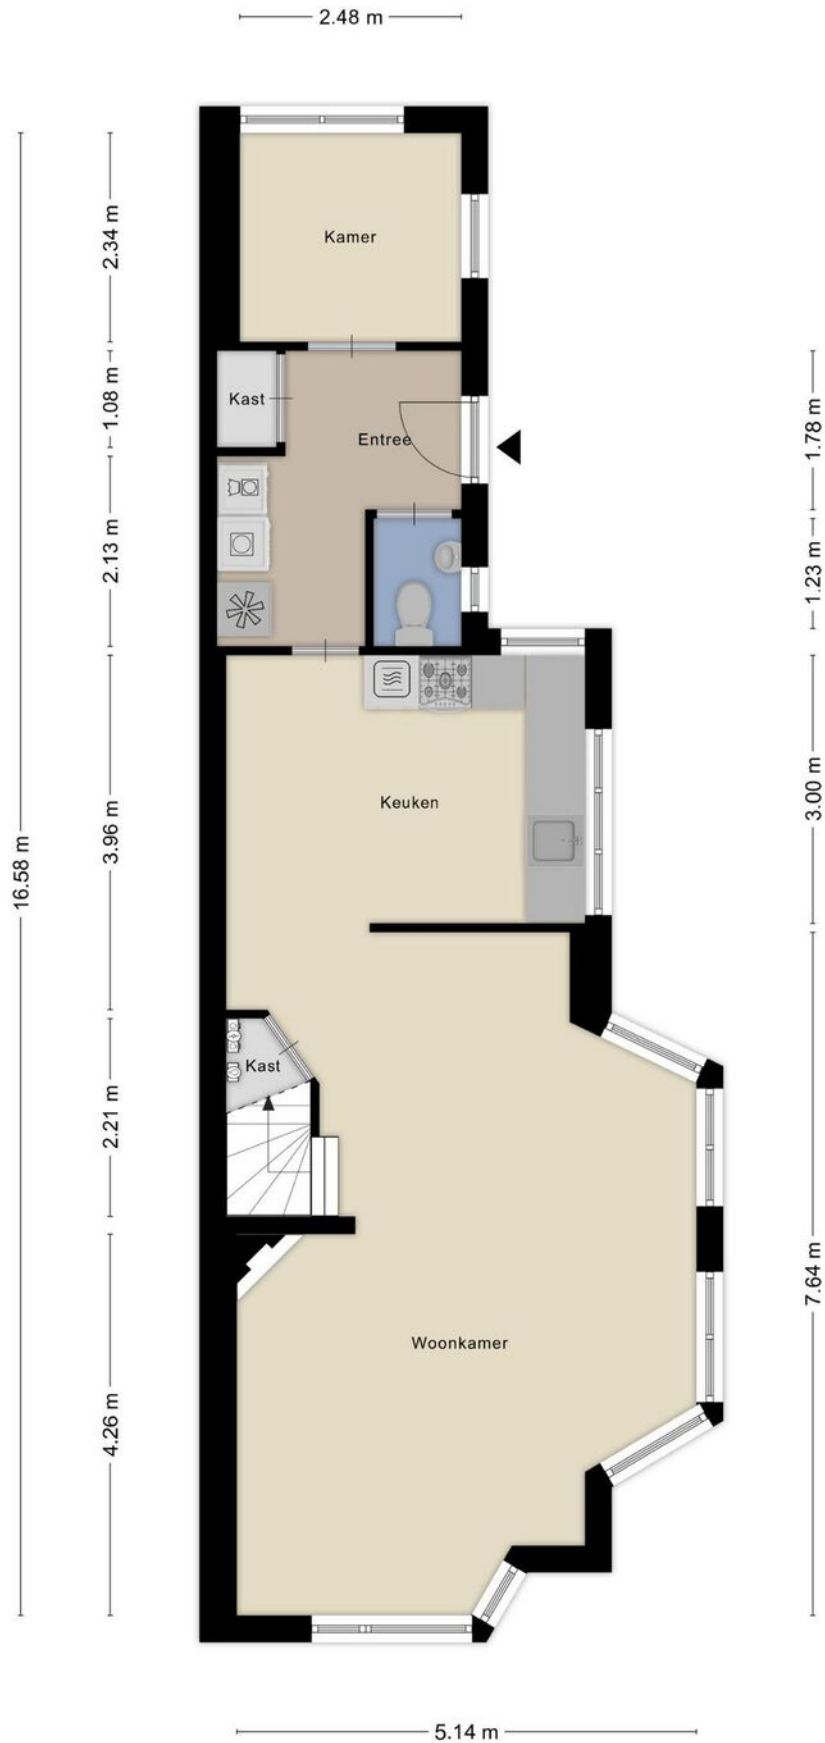 2.48 m
Kamer
2.34 m
Kast
1.08 m
Entree
1.78 m
2.13 m
1.23 m
Keuken
3.96 m
3.00 m
16.58 m
Kast
2.21 m
7.64 m
Woonkamer
4.26 m
5.14 m